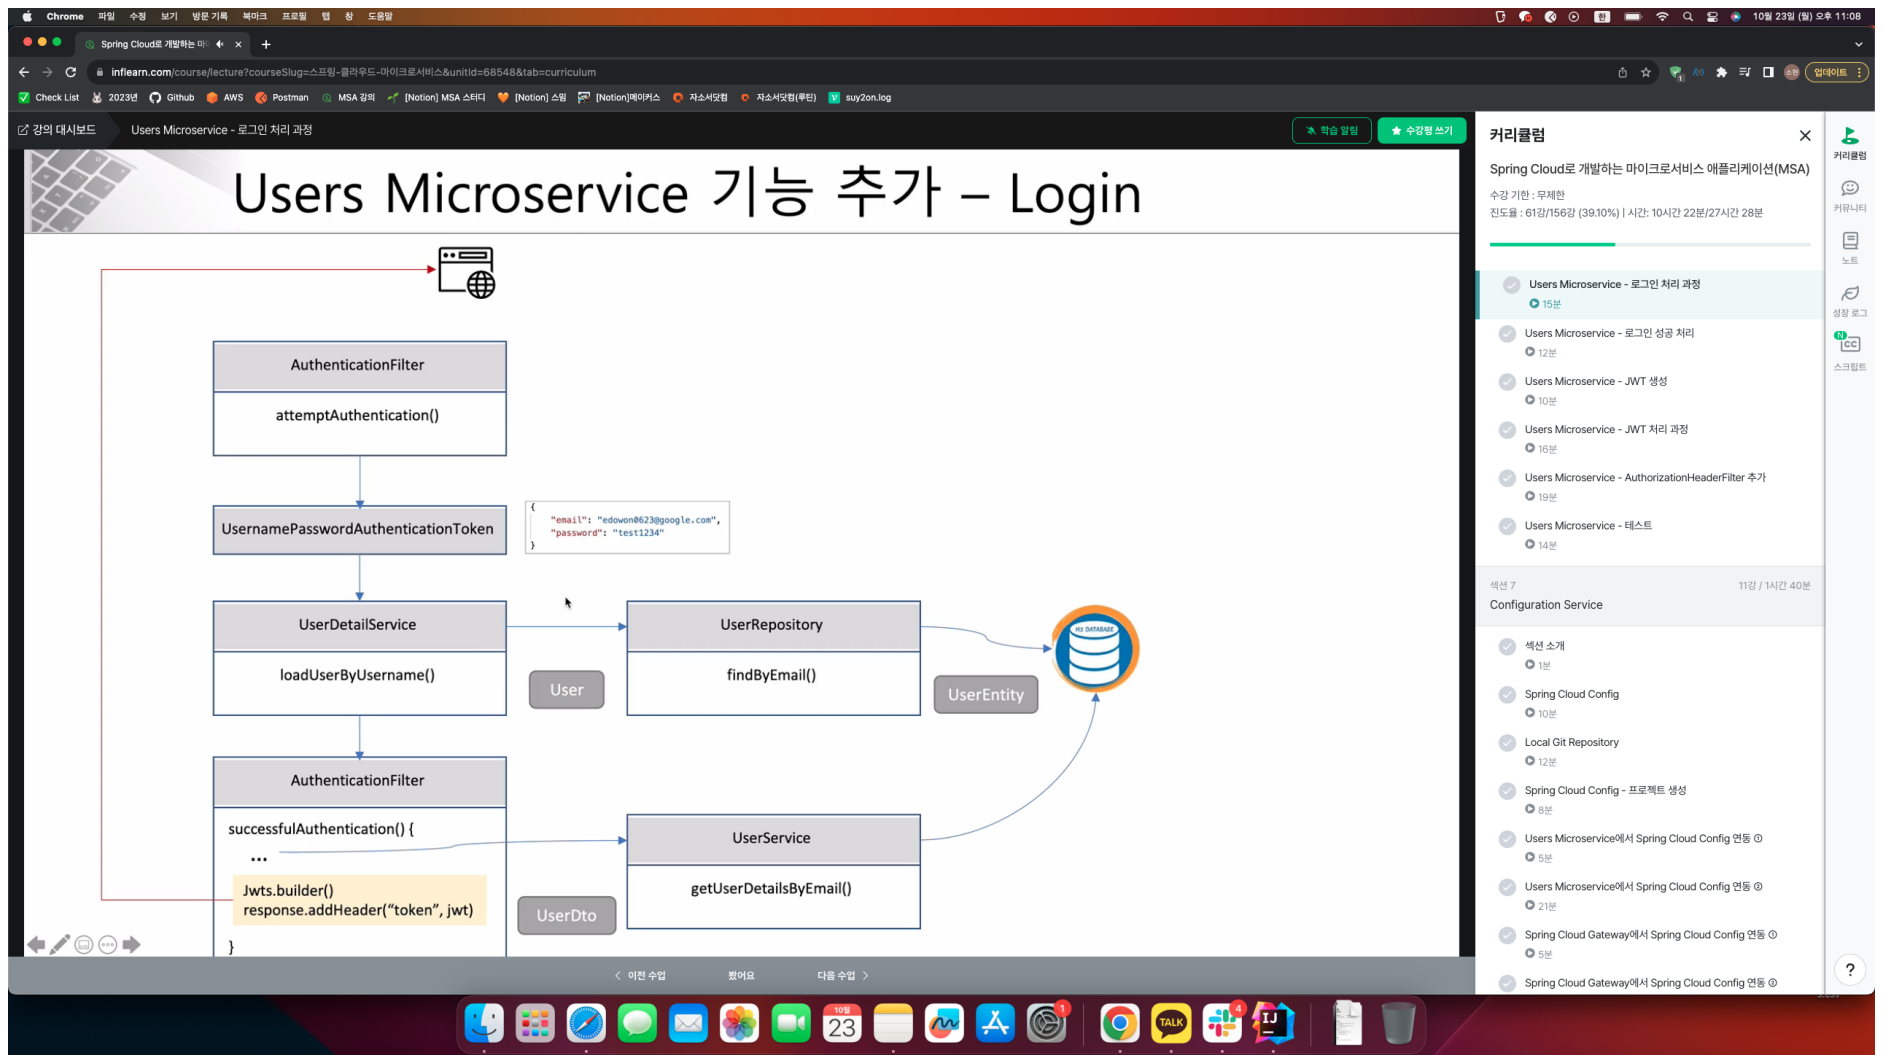 Chrome 파일 수정 보기 방문 기록 북마크 프로필 탭 창 도움말
한
10월 23일 (월) 오후 11:08
Spring Cloud로 개발하는 마
inflearn.com/course/lecture?courseSlug=스프링-클라우드-마이크로서비스&unitId=68548&tab=curriculum
업데이트
Check List 2023년 Github AWS Postman MSA 강의 [Notion] MSA 스터디 [Notion] 스밈 [Notion]메이커스 자소서닷컴 자소서닷컴(루틴) suy2on.log
강의 대시보드
Users Microservice - 로그인 처리 과정
학습 알림
수강평 쓰기
Users Microservice 기능 추가 – Login
AuthenticationFilter
attemptAuthentication()
UsernamePasswordAuthenticationToken
{
"email": "edowon0623@google.com",
"password": "test1234"
}
UserDetailService
loadUserByUsername()
User
UserRepository
findByEmail()
UserEntity
H2 DATABASE
AuthenticationFilter
successfulAuthentication() {
...
Jwts.builder()
response.addHeader(“token”, jwt)
}
UserDto
UserService
getUserDetailsByEmail()
이전 수업
봤어요
다음 수업
커리큘럼
Spring Cloud로 개발하는 마이크로서비스 애플리케이션(MSA)
수강 기한 : 무제한
진도율 : 61강/156강 (39.10%) | 시간: 10시간 22분/27시간 28분
Users Microservice - 로그인 처리 과정
15분
Users Microservice - 로그인 성공 처리
12분
Users Microservice - JWT 생성
10분
Users Microservice - JWT 처리 과정
16분
Users Microservice - AuthorizationHeaderFilter 추가
19분
Users Microservice - 테스트
14분
섹션 7
11강 / 1시간 40분
Configuration Service
섹션 소개
1분
Spring Cloud Config
10분
Local Git Repository
12분
Spring Cloud Config - 프로젝트 생성
8분
Users Microservice에서 Spring Cloud Config 연동 ①
5분
Users Microservice에서 Spring Cloud Config 연동 ②
21분
Spring Cloud Gateway에서 Spring Cloud Config 연동 ①
5분
Spring Cloud Gateway에서 Spring Cloud Config 연동 ②
커리큘럼
커뮤니티
노트
성장 로그
N
CC
스크립트
?
10월
23
1
TALK
4
IJ